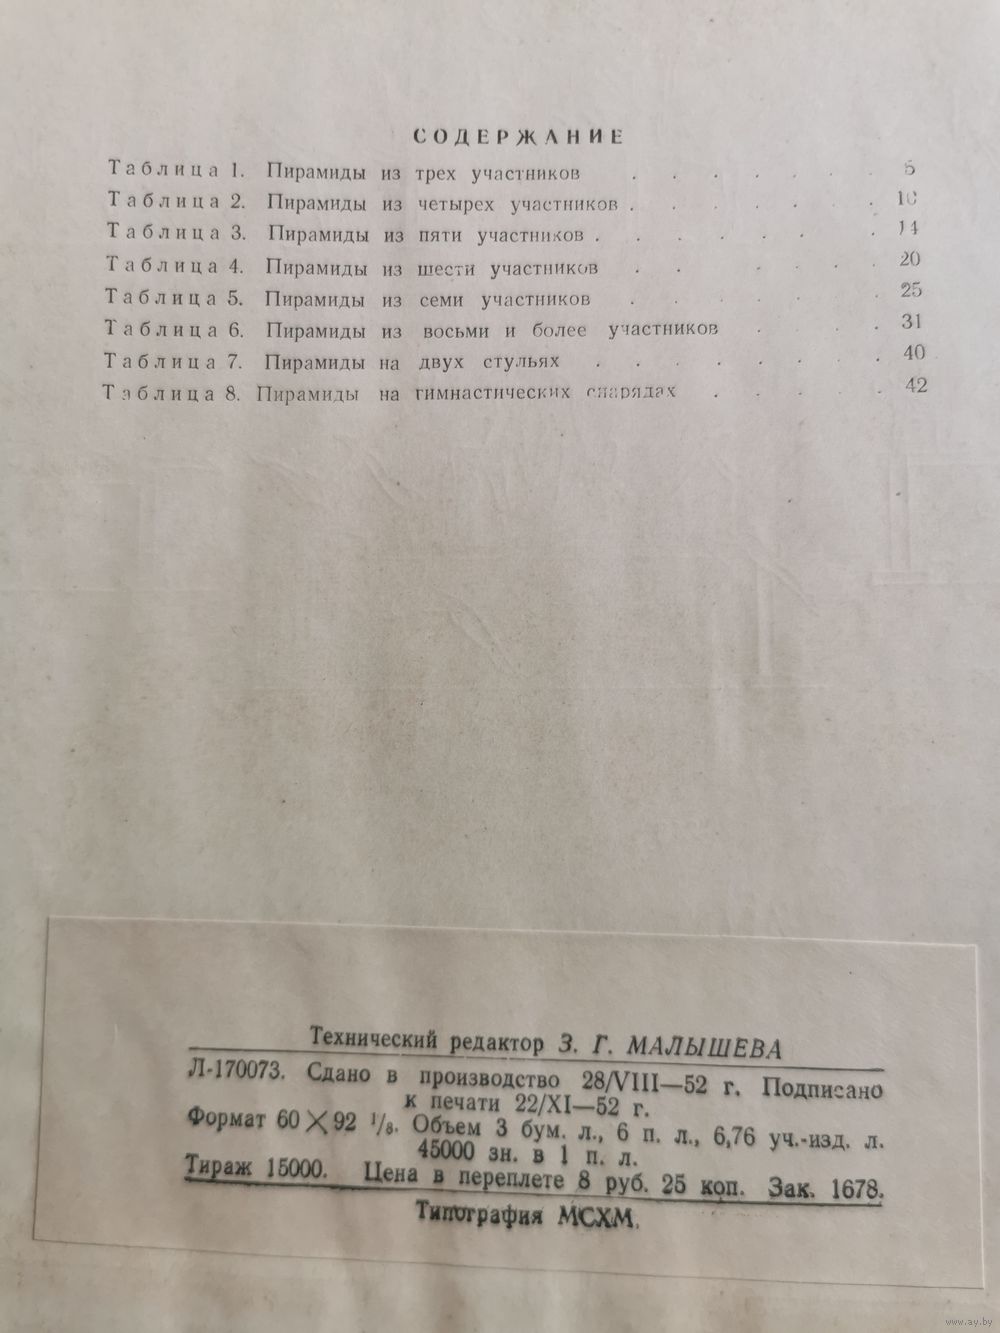 СОДЕРЖАНИЕ
Таблица 1. Пирамиды из трех участников . . . . . .
Таблица 2. Пирамиды из четырех участников . . . . . . 10
Таблица 3. Пирамиды из пяти участников . . . . . . . 14
Таблица 4. Пирамиды из шести участников . . . . . . 20
Таблица 5. Пирамиды из семи участников . . . . . . . 25
Таблица 6. Пирамиды из восьми и более участников . . . . 31
Таблица 7. Пирамиды на двух стульях . . . . . . . . 40
Таблица 8. Пирамиды на гимнастических снарядах . . . . . 42
Технический редактор З. Г. МАЛЫШЕВА
Л-170073. Сдано в производство 28/VIII—52 г. Подписано
к печати 22/XI—52 г.
Формат 60×92 1/8. Объем 3 бум. л., 6 п. л., 6,76 уч.-изд. л.
45000 зн. в 1 п. л.
Тираж 15000. Цена в переплете 8 руб. 25 коп. Зак. 1678.
Типография МСХМ.
www.ay.by